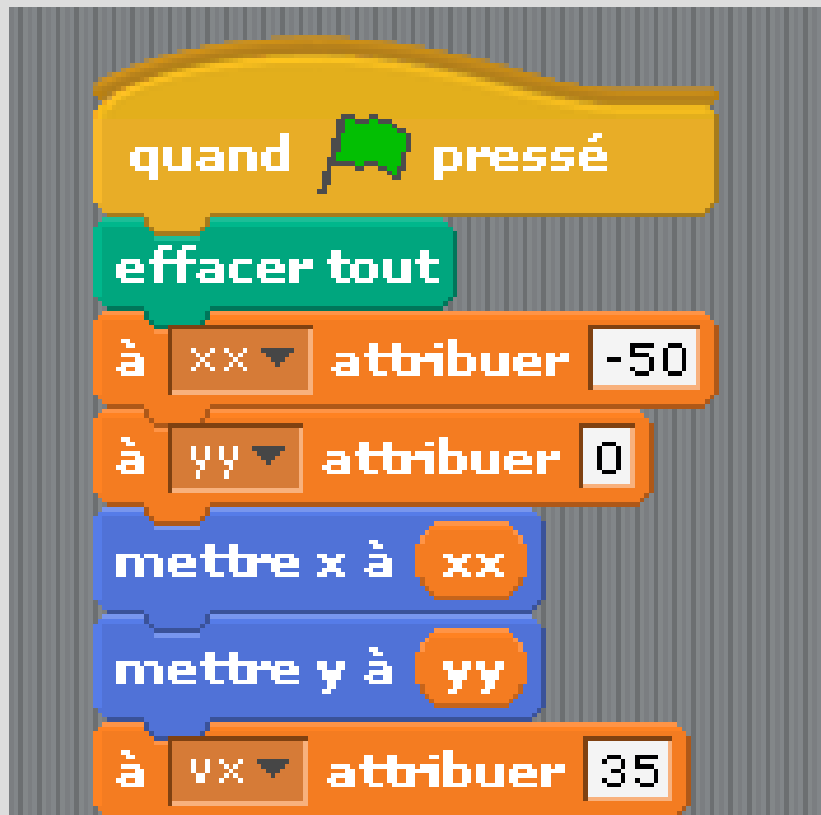 quand pressé
effacer tout
à xx attribuer -50
à yy attribuer 0
mettre x à xx
mettre y à yy
à vx attribuer 35